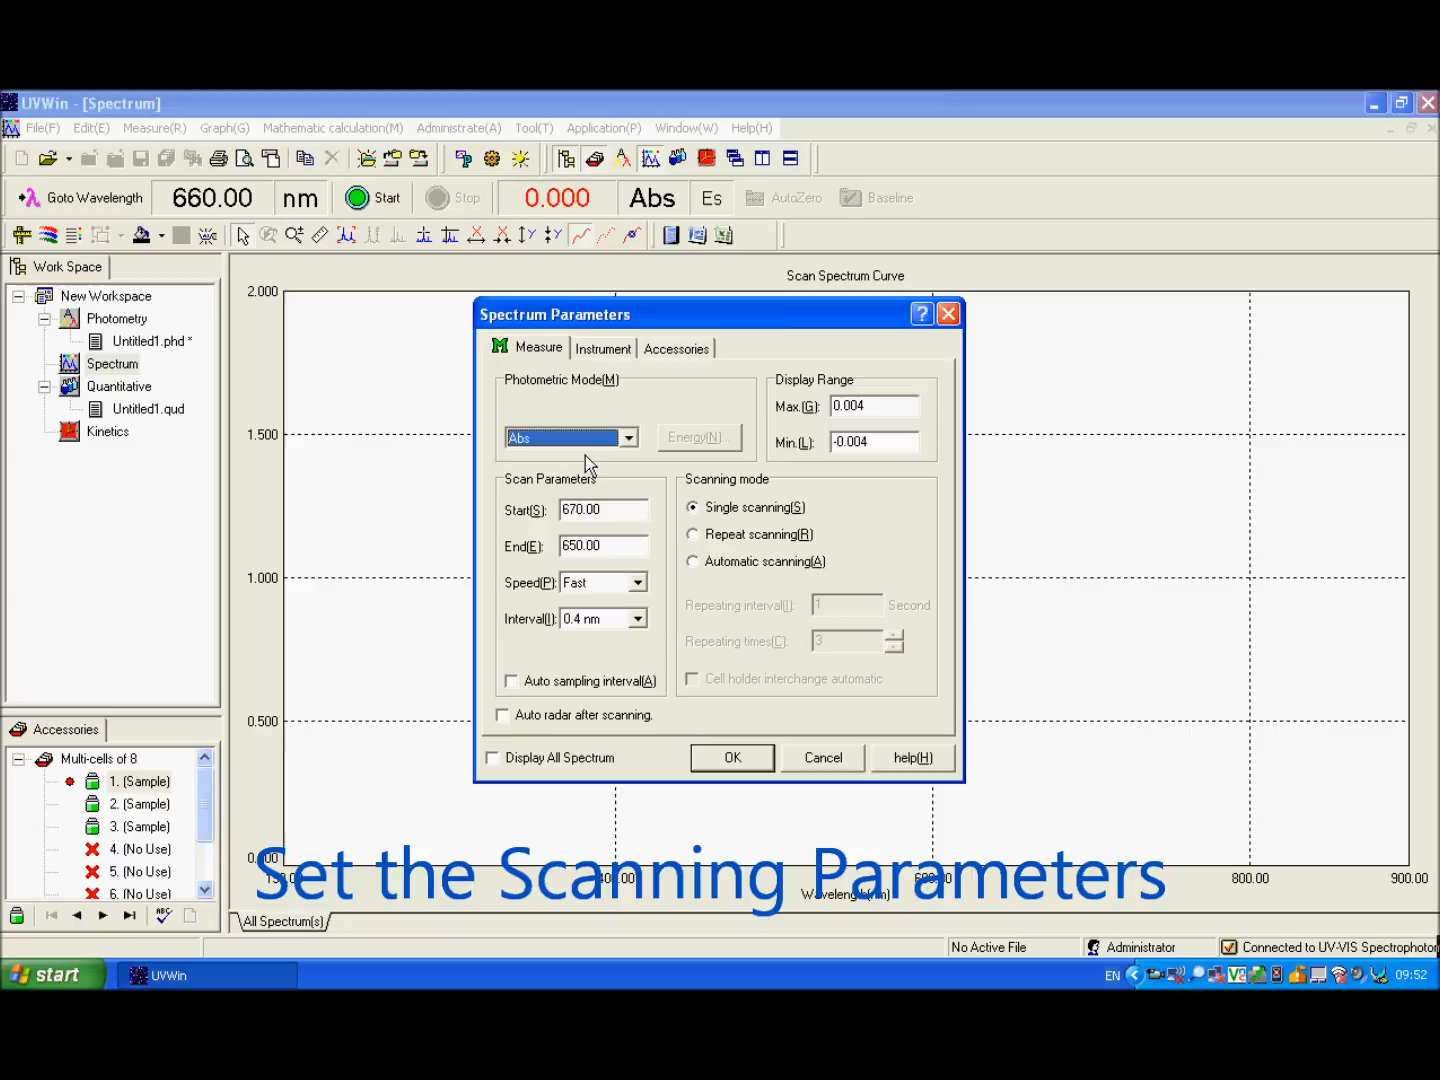 UVWin - [Spectrum]
File(F) Edit(E) Measure(R) Graph(G) Mathematic calculation(M) Administrate(A) Tool(T) Application(P) Window(W) Help(H)
Goto Wavelength 660.00 nm Start Stop 0.000 Abs Es AutoZero Baseline
Work Space
New Workspace
Photometry
Untitled1.phd *
Spectrum
Quantitative
Untitled1.qud
Kinetics
Scan Spectrum Curve
2.000
1.500
1.000
0.500
Spectrum Parameters
Measure Instrument Accessories
Photometric Mode(M)
Abs
Energy(N)...
Display Range
Max.(G): 0.004
Min.(L): -0.004
Scan Parameters
Start(S): 670.00
End(E): 650.00
Speed(P): Fast
Interval(I): 0.4 nm
Auto sampling interval(A)
Scanning mode
Single scanning(S)
Repeat scanning(R)
Automatic scanning(A)
Repeating interval(I): 1 Second
Repeating times(C): 3
Cell holder interchange automatic
Auto radar after scanning.
Display All Spectrum
OK Cancel help(H)
Accessories
Multi-cells of 8
1. (Sample)
2. (Sample)
3. (Sample)
4. (No Use)
5. (No Use)
6. (No Use)
Set the Scanning Parameters
800.00 900.00
All Spectrum(s)
No Active File Administrator Connected to UV-VIS Spectrophotom
start UVWin EN 09:52